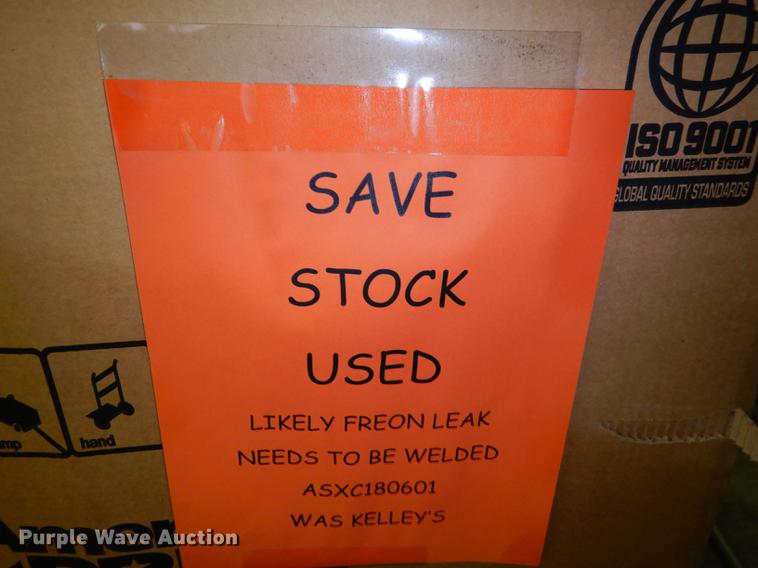 ISO 9001
QUALITY MANAGEMENT SYSTEM
GLOBAL QUALITY STANDARDS
SAVE
STOCK
USED
LIKELY FREON LEAK
NEEDS TO BE WELDED
ASXC180601
WAS KELLEY'S
hand
Purple Wave Auction